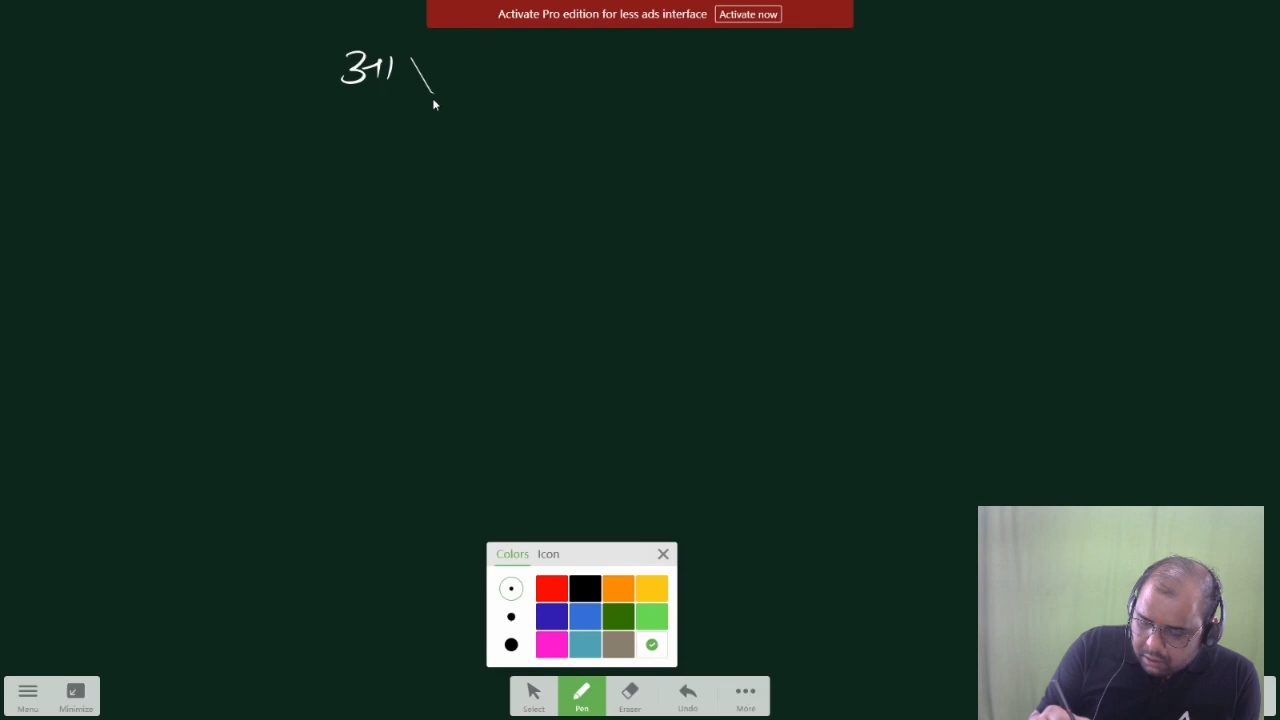 Activate Pro edition for less ads interface Activate now
Colors Icon
Menu Minimize Select Pen Eraser Undo More